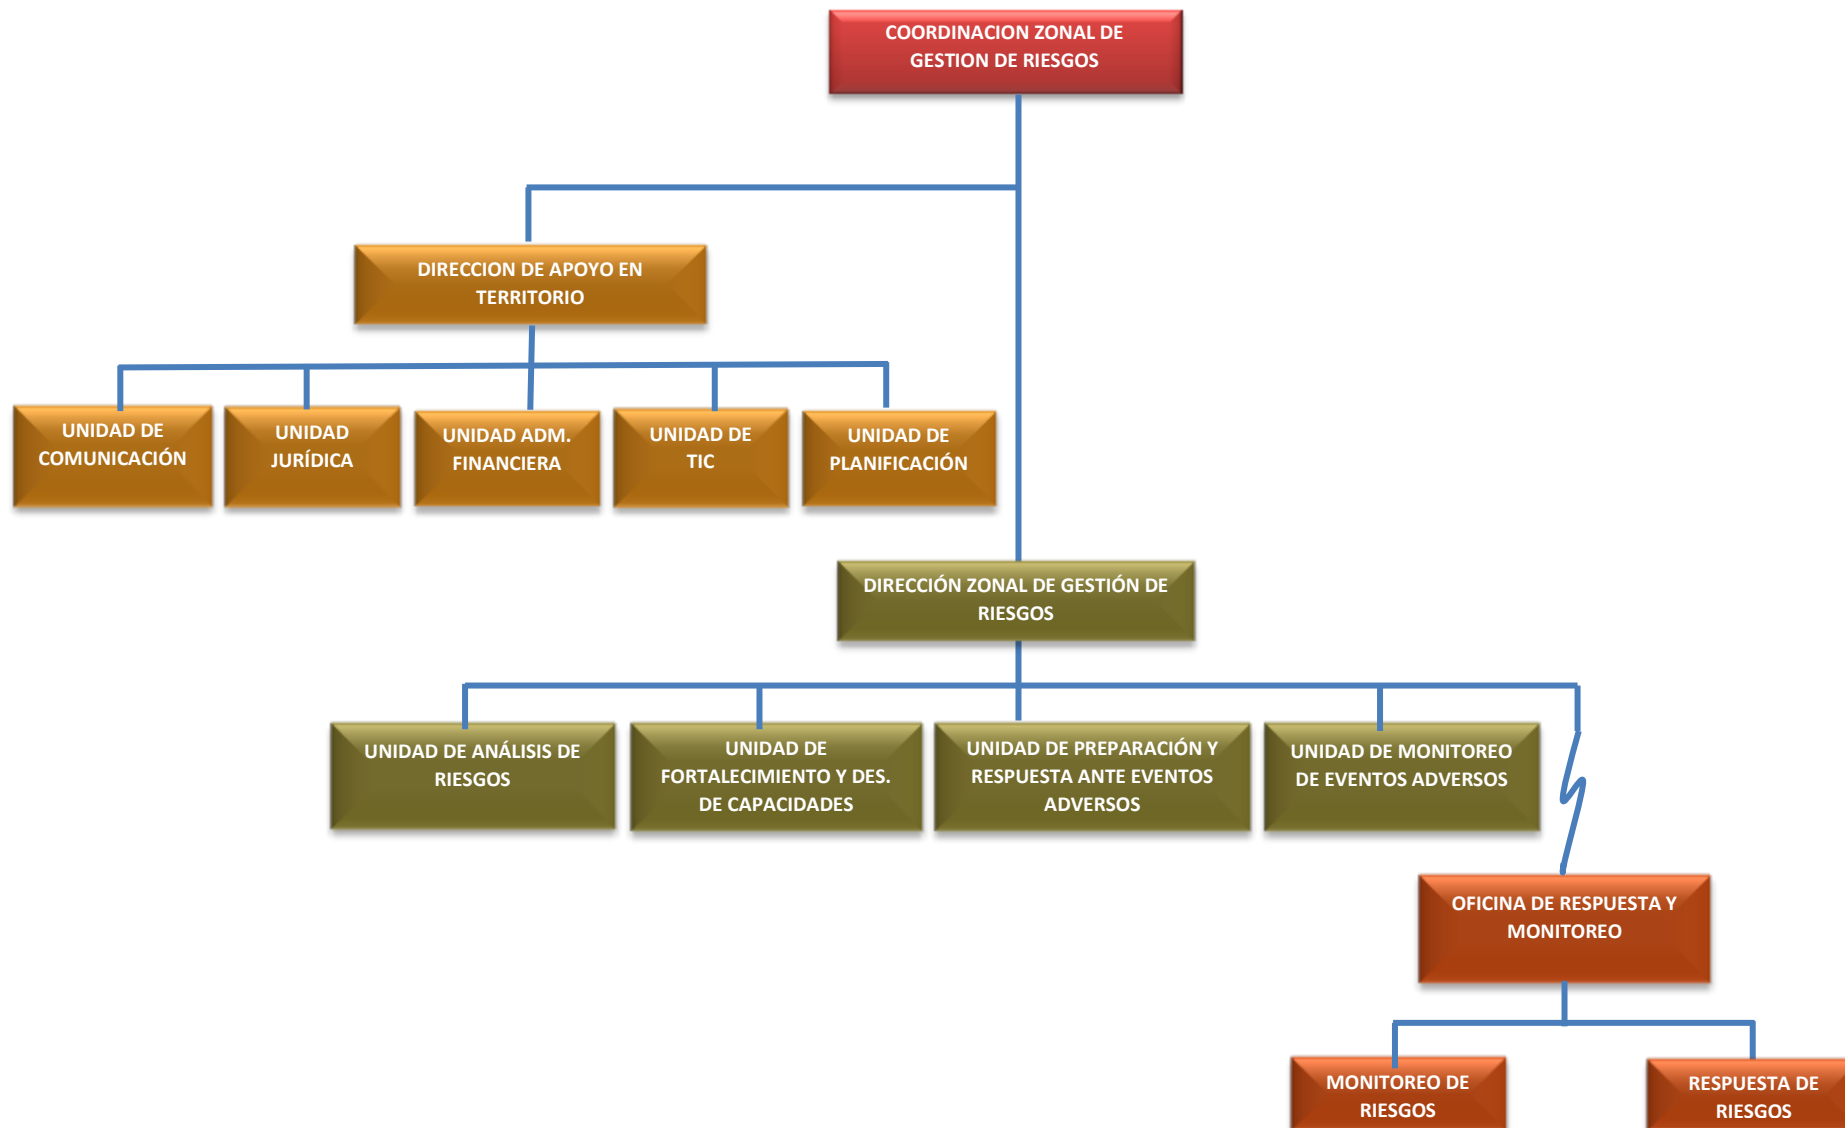 COORDINACION ZONAL DE
GESTION DE RIESGOS
DIRECCION DE APOYO EN
TERRITORIO
UNIDAD DE
COMUNICACIÓN
UNIDAD
JURÍDICA
UNIDAD ADM.
FINANCIERA
UNIDAD DE
TIC
UNIDAD DE
PLANIFICACIÓN
DIRECCIÓN ZONAL DE GESTIÓN DE
RIESGOS
UNIDAD DE ANÁLISIS DE
RIESGOS
UNIDAD DE
FORTALECIMIENTO Y DES.
DE CAPACIDADES
UNIDAD DE PREPARACIÓN Y
RESPUESTA ANTE EVENTOS
ADVERSOS
UNIDAD DE MONITOREO
DE EVENTOS ADVERSOS
OFICINA DE RESPUESTA Y
MONITOREO
MONITOREO DE
RIESGOS
RESPUESTA DE
RIESGOS